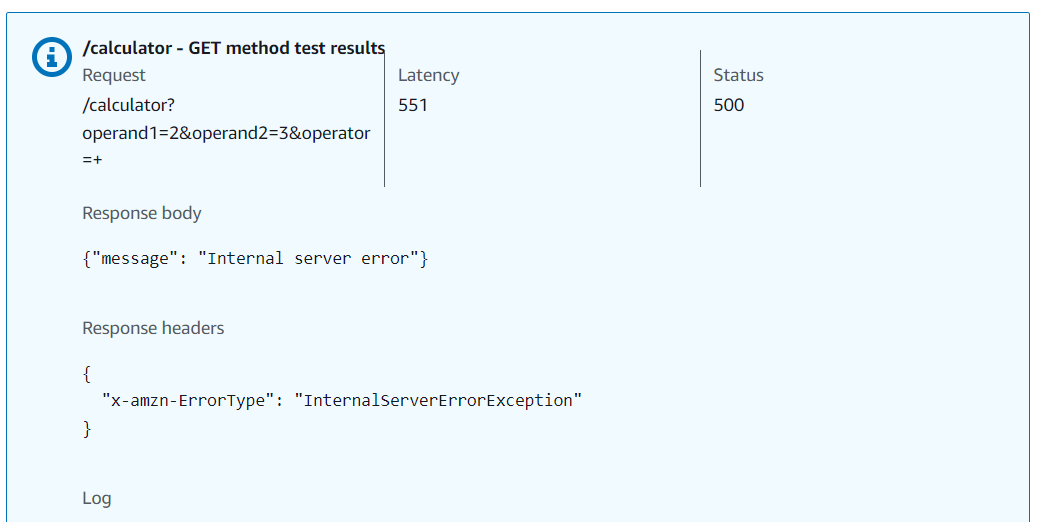 /calculator - GET method test results
Request
Latency
Status
/calculator?
operand1=2&operand2=3&operator
=+
551
500
Response body
{"message": "Internal server error"}
Response headers
{
"x-amzn-ErrorType": "InternalServerErrorException"
}
Log